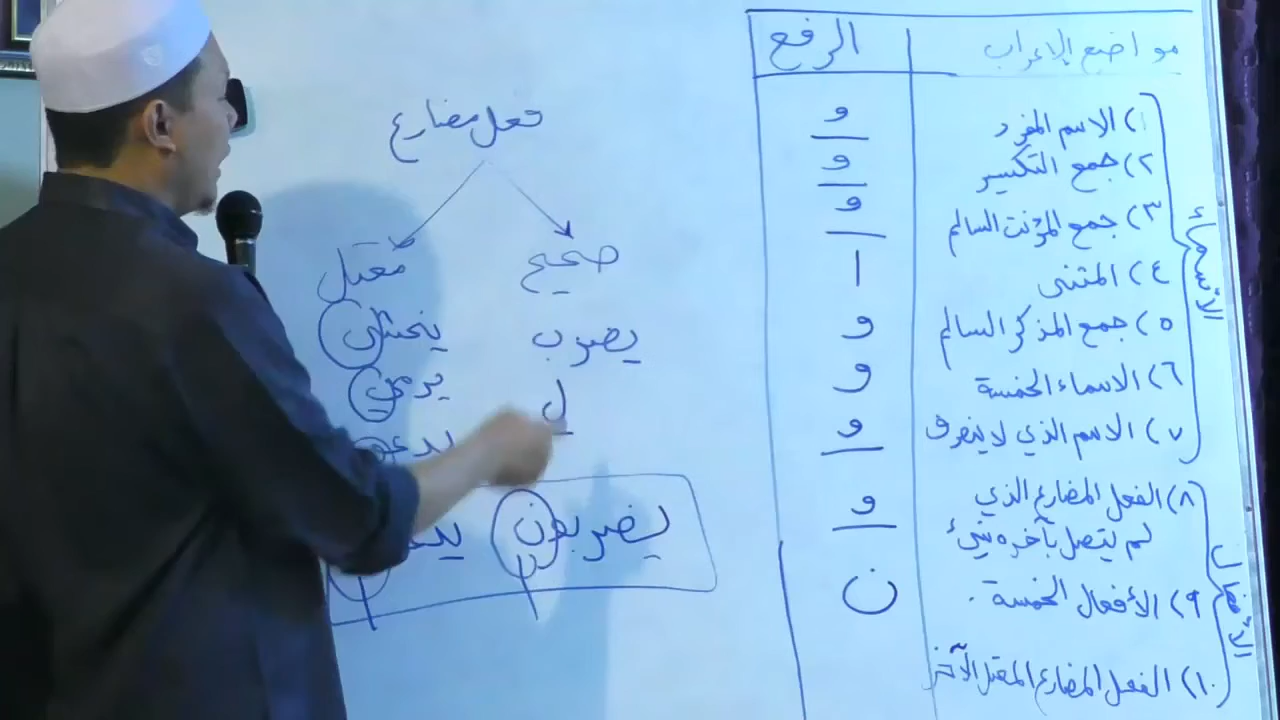 مواضع الإعراب الرفع
الأسماء
١) الاسم المفرد و
٢) جمع التكسير و
٣) جمع المؤنث السالم و
٤) المثنى ا
٥) جمع المذكر السالم و
٦) الاسماء الخمسة و
٧) الاسم الذي لا ينصرف و
الأفعال
٨) الفعل المضارع الذي و
لم يتصل بآخره شيئ
٩) الأفعال الخمسة . ن
١٠) الفعل المضارع المعتل الآخر
فعل مضارع
صحيح معتل
يضرب يخشى
ل يرمي
يضربون